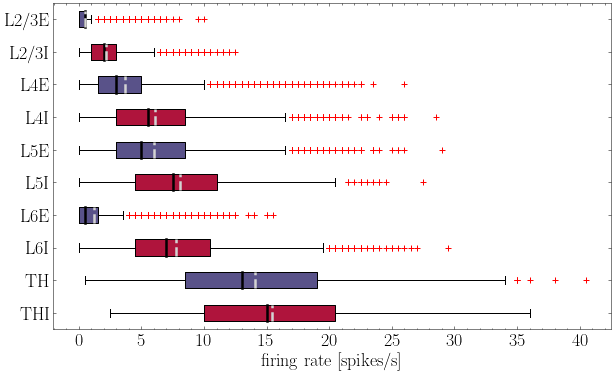 L2/3E
L2/3I
L4E
L4I
L5E
L5I
L6E
L6I
TH
THI
0 5 10 15 20 25 30 35 40
firing rate [spikes/s]